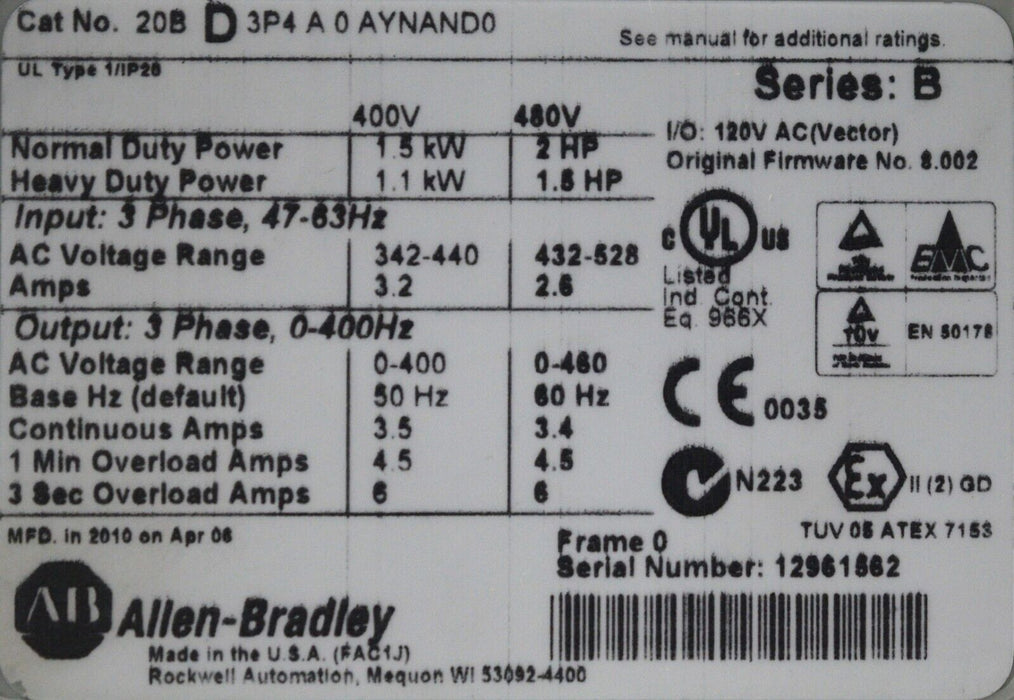 Cat No. 20B D 3P4 A 0 AYNAND0
See manual for additional ratings.
UL Type 1/IP20
Series: B
400V 480V
I/O: 120V AC(Vector)
Normal Duty Power 1.5 kW 2 HP
Original Firmware No. 8.002
Heavy Duty Power 1.1 kW 1.5 HP
Input: 3 Phase, 47-63Hz
C UL US
AC Voltage Range 342-440 432-528
EMC
Listed
Amps 3.2 2.6
Ind. Cont.
Eq. 966X
Output: 3 Phase, 0-400Hz
TÜV
EN 50178
AC Voltage Range 0-400 0-460
Base Hz (default) 50 Hz 60 Hz
CE 0035
Continuous Amps 3.5 3.4
1 Min Overload Amps 4.5 4.5
N223
Ex II (2) GD
3 Sec Overload Amps 6 6
TUV 05 ATEX 7153
MFD. in 2010 on Apr 06
Frame 0
Serial Number: 12961562
AB Allen-Bradley
Made in the U.S.A. (FAC1J)
Rockwell Automation, Mequon WI 53092-4400